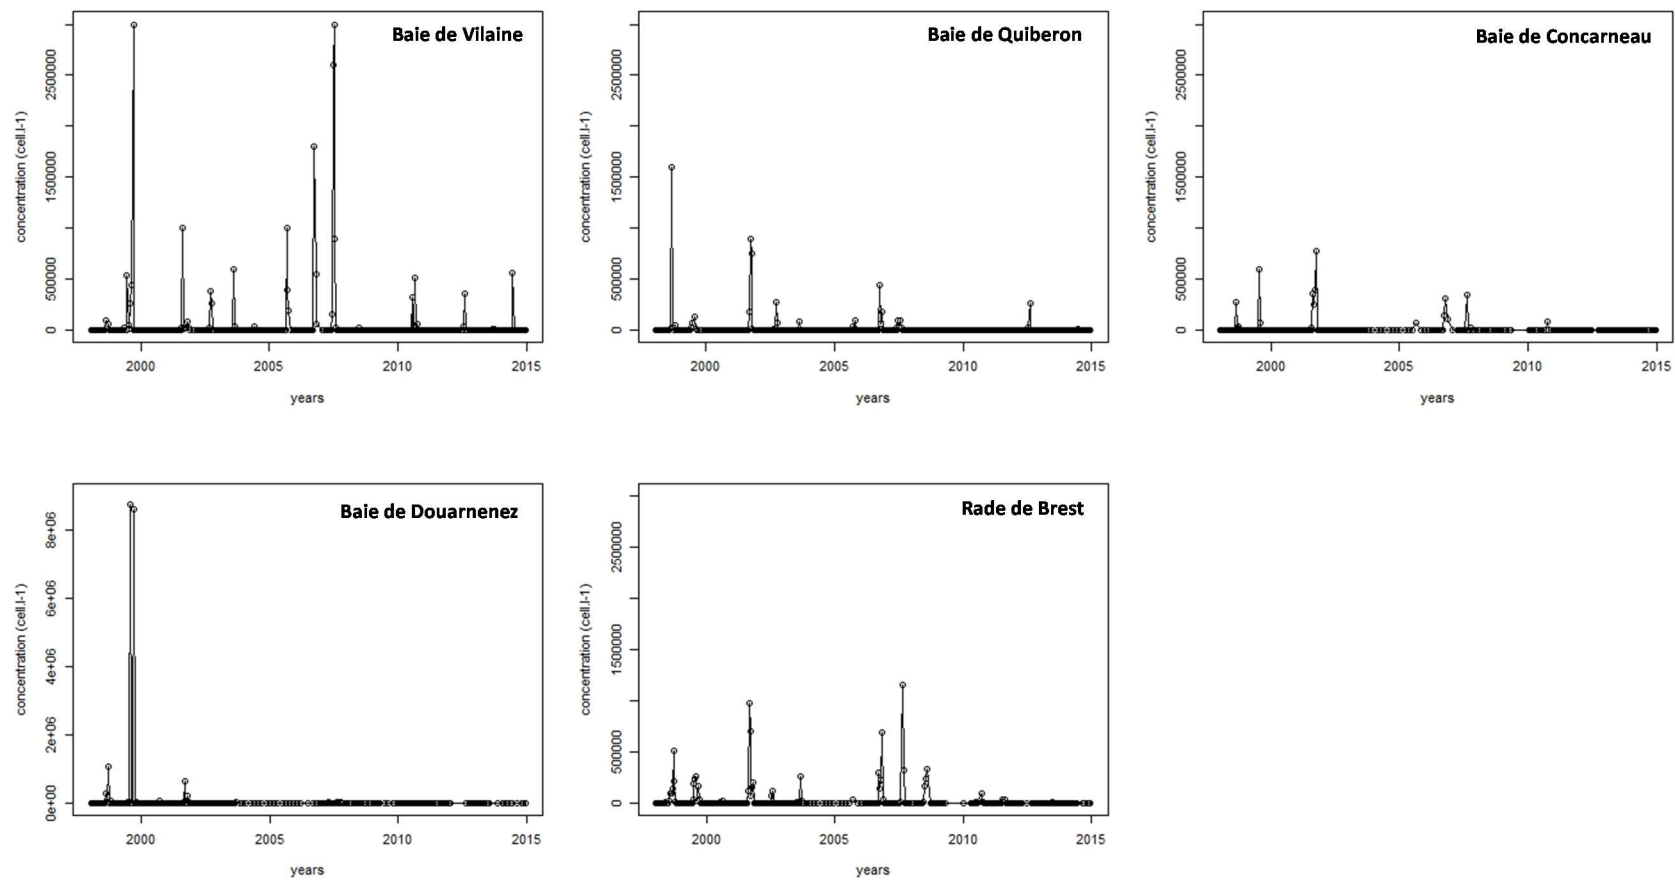 Baie de Vilaine
concentration (cell.l-1)
2500000
1500000
500000
0
2000 2005 2010 2015
years
Baie de Quiberon
concentration (cell.l-1)
2500000
1500000
500000
0
2000 2005 2010 2015
years
Baie de Concarneau
concentration (cell.l-1)
2500000
1500000
500000
0
2000 2005 2010 2015
years
Baie de Douarnenez
concentration (cell.l-1)
8e+06
6e+06
4e+06
2e+06
0e+00
2000 2005 2010 2015
years
Rade de Brest
concentration (cell.l-1)
2500000
1500000
500000
0
2000 2005 2010 2015
years